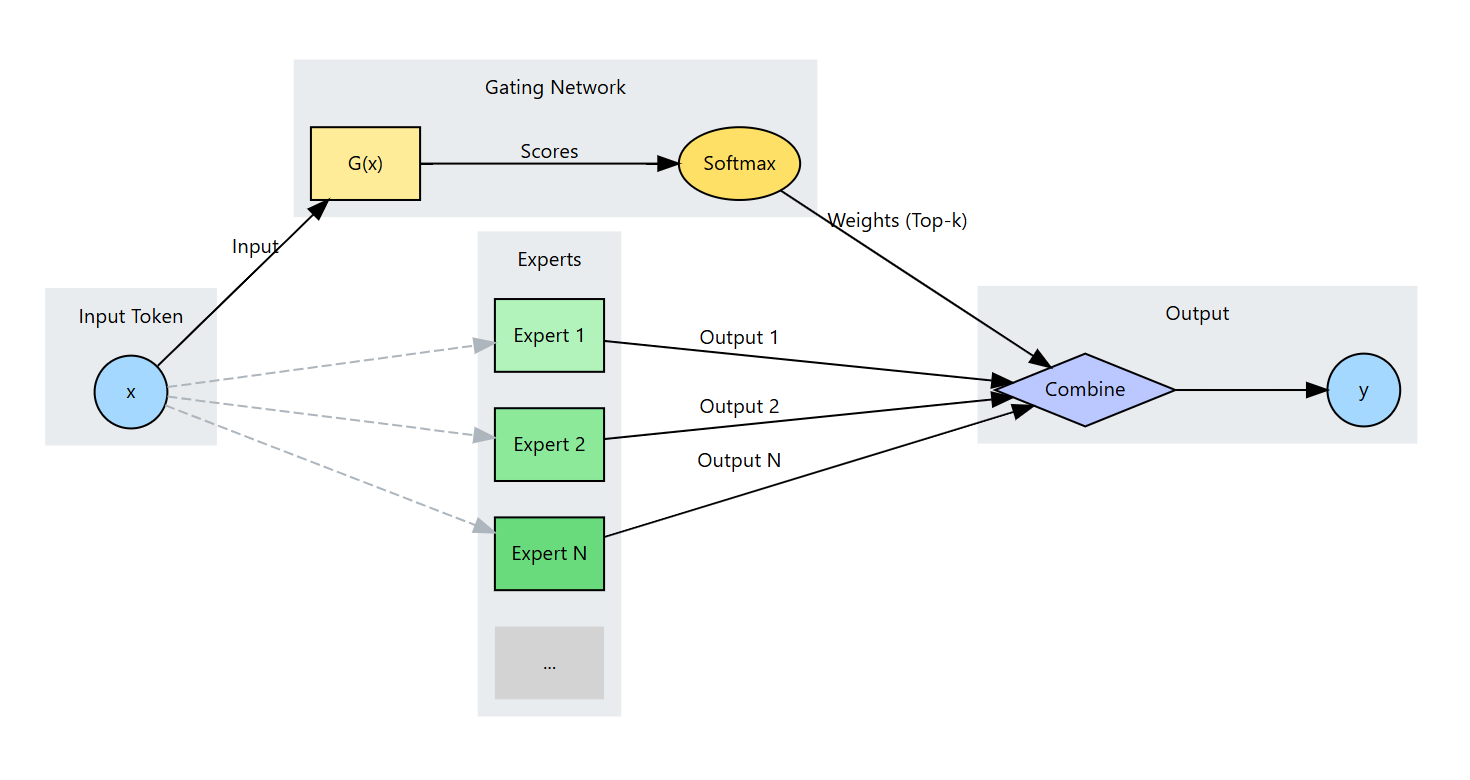 Gating Network
G(x)
Scores
Softmax
Input
Weights (Top-k)
Input Token
x
Experts
Expert 1
Expert 2
Expert N
...
Output 1
Output 2
Output N
Output
Combine
y